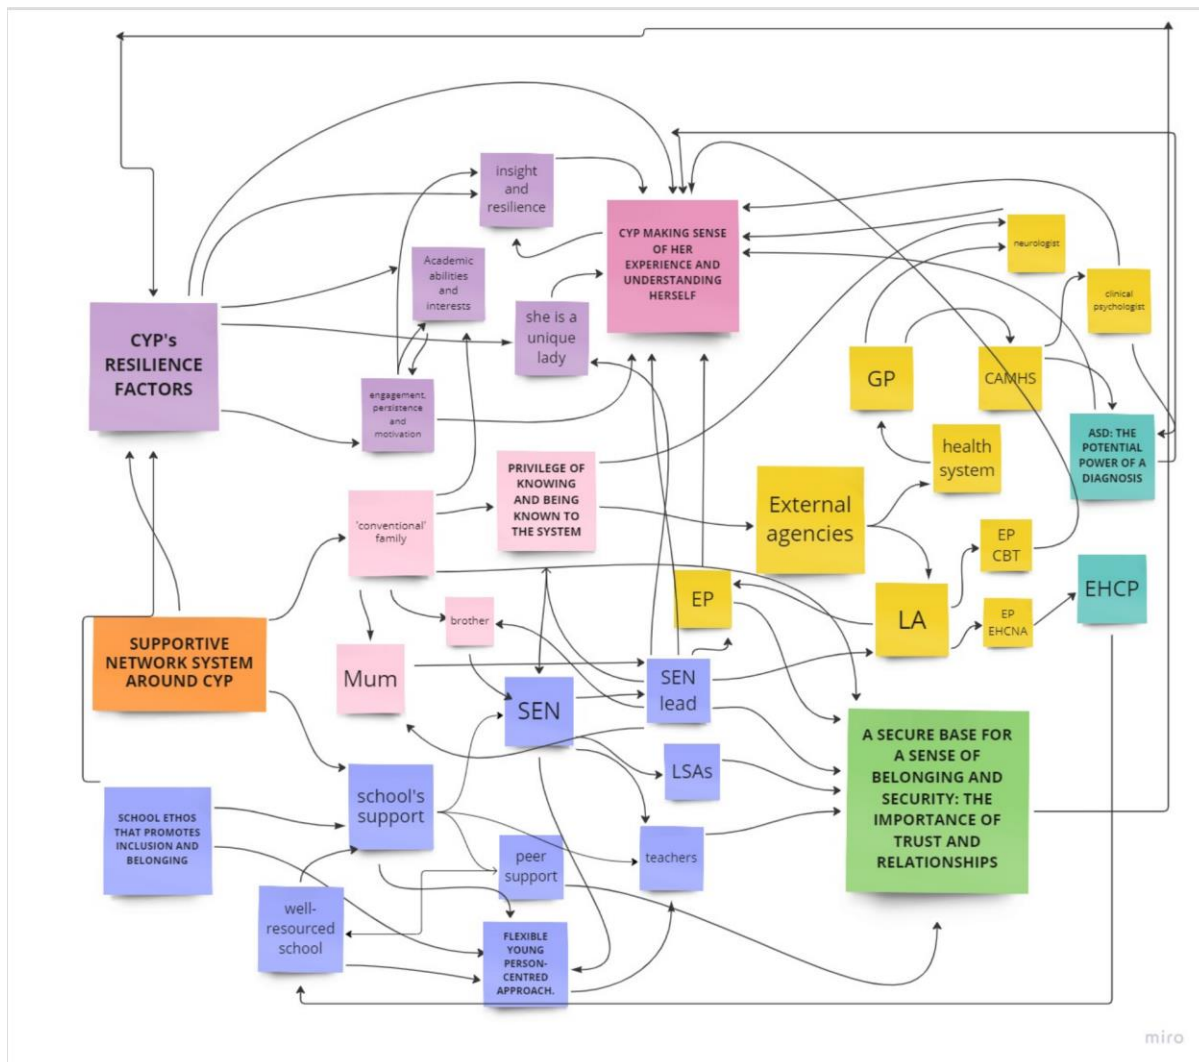 insight
and
resilience
CYP MAKING SENSE
OF HER
EXPERIENCE AND
UNDERSTANDING
HERSELF
neurologist
Academic
abilities
and
interests
clinical
psychologist
CYP's
RESILIENCE
FACTORS
she is a
unique
lady
GP
CAMHS
engagement,
persistence
and
motivation
ASD: THE
POTENTIAL
POWER OF A
DIAGNOSIS
health
system
PRIVILEGE OF
KNOWING AND
BEING
KNOWN TO
THE SYSTEM
External
agencies
'conventional'
family
EP
CBT
EHCP
EP
LA
EP
EHCNA
brother
SUPPORTIVE
NETWORK SYSTEM
AROUND CYP
Mum
SEN
SEN
lead
LSAs
A SECURE BASE FOR
A SENSE OF
BELONGING AND
SECURITY: THE
IMPORTANCE OF
TRUST AND
RELATIONSHIPS
school's
support
SCHOOL ETHOS
THAT PROMOTES
INCLUSION AND
BELONGING
peer
support
teachers
well-
resourced
school
FLEXIBLE
YOUNG
PERSON-
CENTRED
APPROACH.
miro